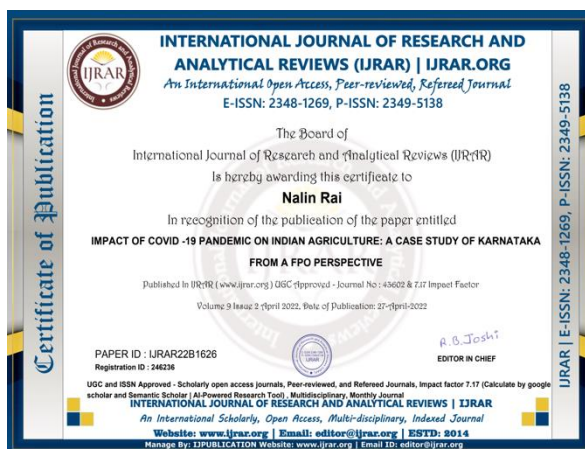 INTERNATIONAL JOURNAL OF RESEARCH AND
ANALYTICAL REVIEWS (IJRAR) | IJRAR.ORG
An International Open Access, Peer-reviewed, Refereed Journal
E-ISSN: 2348-1269, P-ISSN: 2349-5138
The Board of
International Journal of Research and Analytical Reviews (IJRAR)
Is hereby awarding this certificate to
Nalin Rai
In recognition of the publication of the paper entitled
IMPACT OF COVID -19 PANDEMIC ON INDIAN AGRICULTURE: A CASE STUDY OF KARNATAKA
FROM A FPO PERSPECTIVE
Published In IJRAR ( www.ijrar.org ) UGC Approved - Journal No : 43602 & 7.17 Impact Factor
Volume 9 Issue 2 April 2022, Date of Publication: 27-April-2022
PAPER ID : IJRAR22B1626
Registration ID : 246236
R.B.Joshi
EDITOR IN CHIEF
UGC and ISSN Approved - Scholarly open access journals, Peer-reviewed, and Refereed Journals, Impact factor 7.17 (Calculate by google
scholar and Semantic Scholar | AI-Powered Research Tool) , Multidisciplinary, Monthly Journal
INTERNATIONAL JOURNAL OF RESEARCH AND ANALYTICAL REVIEWS | IJRAR
An International Scholarly, Open Access, Multi-disciplinary, Indexed Journal
Website: www.ijrar.org | Email: editor@ijrar.org | ESTD: 2014
Manage By: IJPUBLICATION Website: www.ijrar.org | Email ID: editor@ijrar.org
Certificate of Publication
IJRAR | E-ISSN: 2348-1269, P-ISSN: 2349-5138
IJRAR